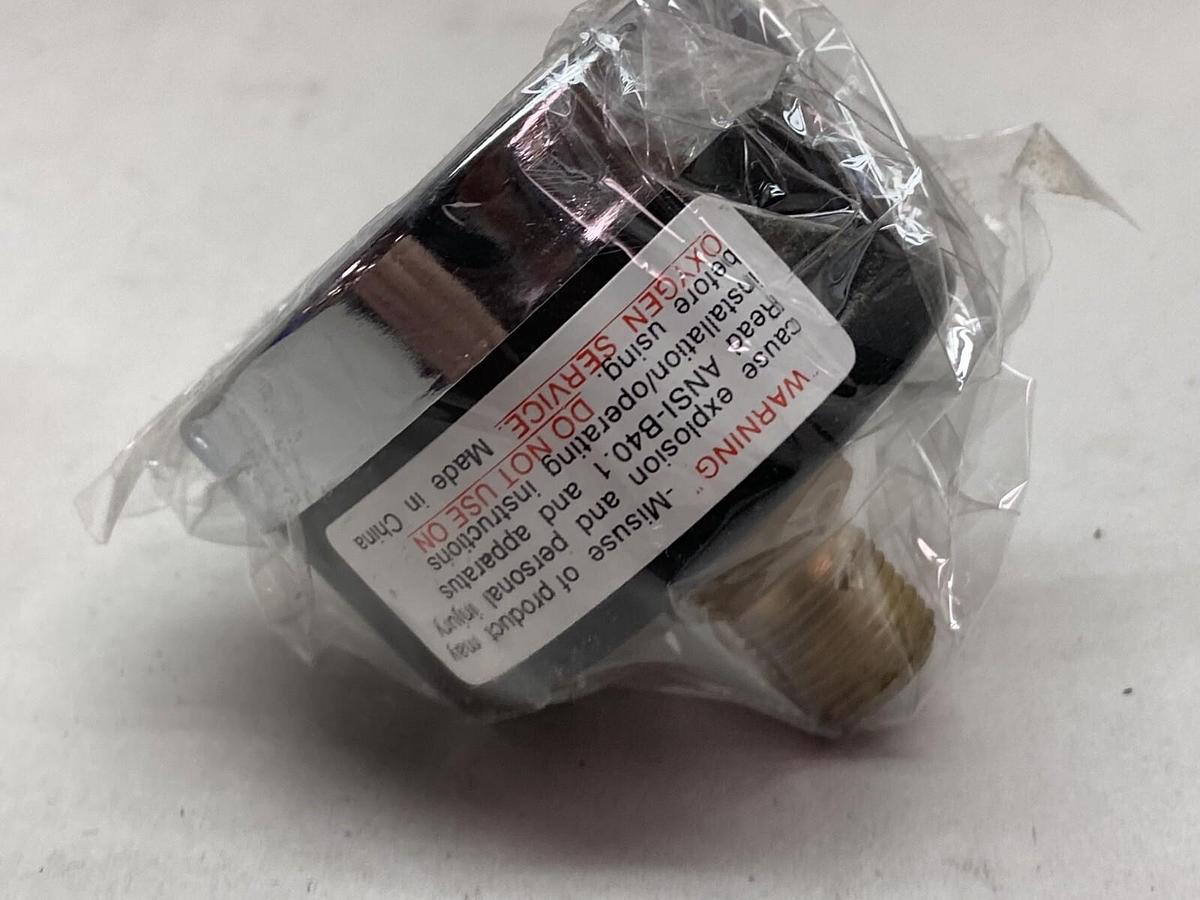 "WARNING" -Misuse of product may
cause explosion and personal injury
Read ANSI-B40.1 and apparatus
installation/operating instructions
before using. DO NOT USE ON
OXYGEN SERVICE. Made in China